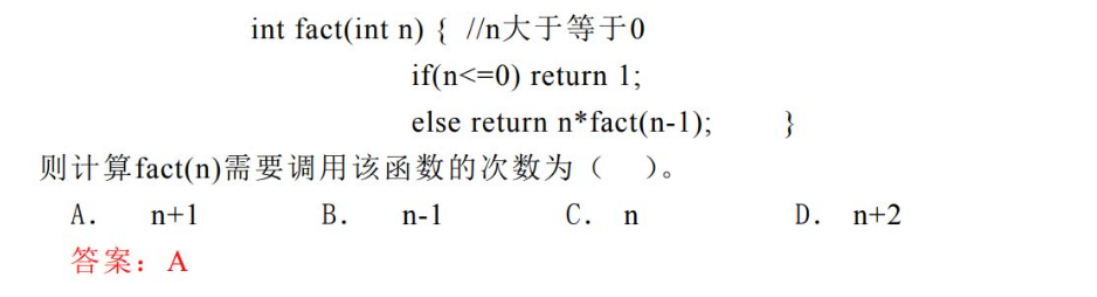 int fact(int n) { //n大于等于0
if(n<=0) return 1;
else return n*fact(n-1); }
则计算fact(n)需要调用该函数的次数为（ ）。
A. n+1 B. n-1 C. n D. n+2
答案：A